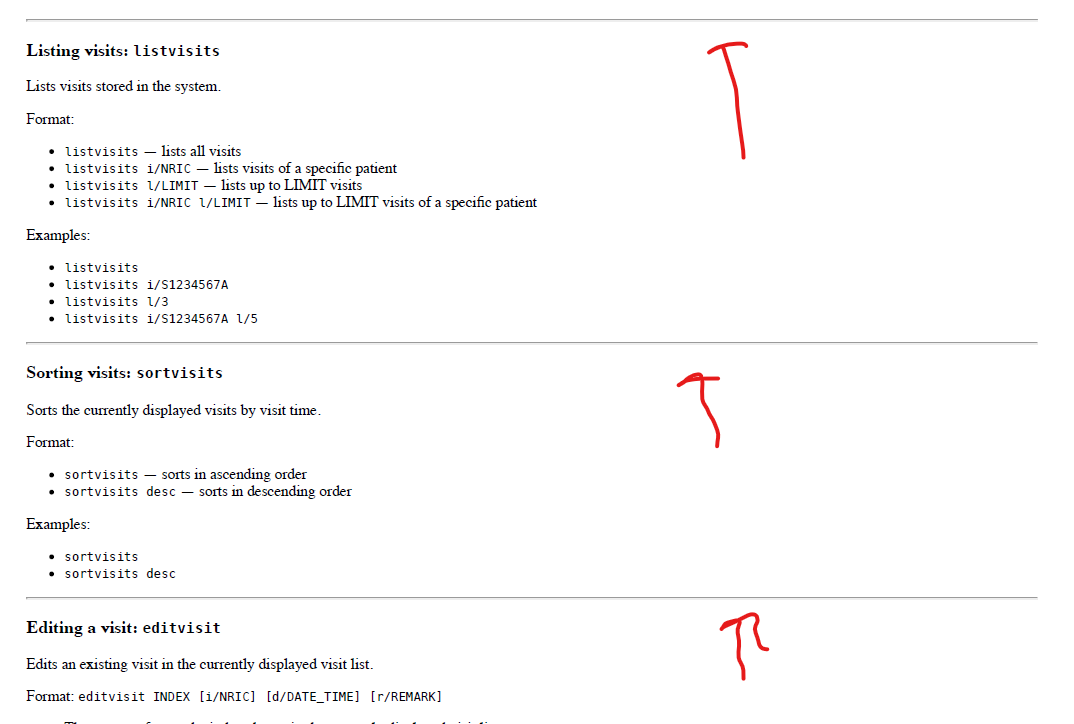 Listing visits: listvisits
Lists visits stored in the system.
Format:
listvisits — lists all visits
listvisits i/NRIC — lists visits of a specific patient
listvisits l/LIMIT — lists up to LIMIT visits
listvisits i/NRIC l/LIMIT — lists up to LIMIT visits of a specific patient
Examples:
listvisits
listvisits i/S1234567A
listvisits l/3
listvisits i/S1234567A l/5
Sorting visits: sortvisits
Sorts the currently displayed visits by visit time.
Format:
sortvisits — sorts in ascending order
sortvisits desc — sorts in descending order
Examples:
sortvisits
sortvisits desc
Editing a visit: editvisit
Edits an existing visit in the currently displayed visit list.
Format: editvisit INDEX [i/NRIC] [d/DATE_TIME] [r/REMARK]